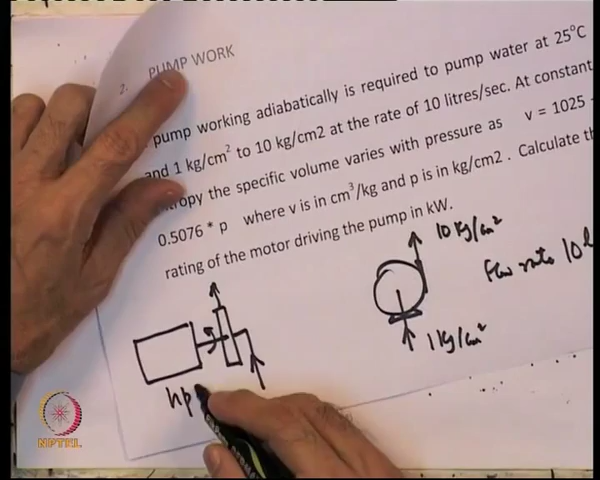 2. PUMP WORK
pump working adiabatically is required to pump water at 25°C
and 1 kg/cm² to 10 kg/cm2 at the rate of 10 litres/sec. At constant
the specific volume varies with pressure as v = 1025 -
0.5076 * p where v is in cm³/kg and p is in kg/cm2 . Calculate
rating of the motor driving the pump in kW.
10 Kg/cm²
Flow rate 10
1 Kg/cm²
hp
NPTEL